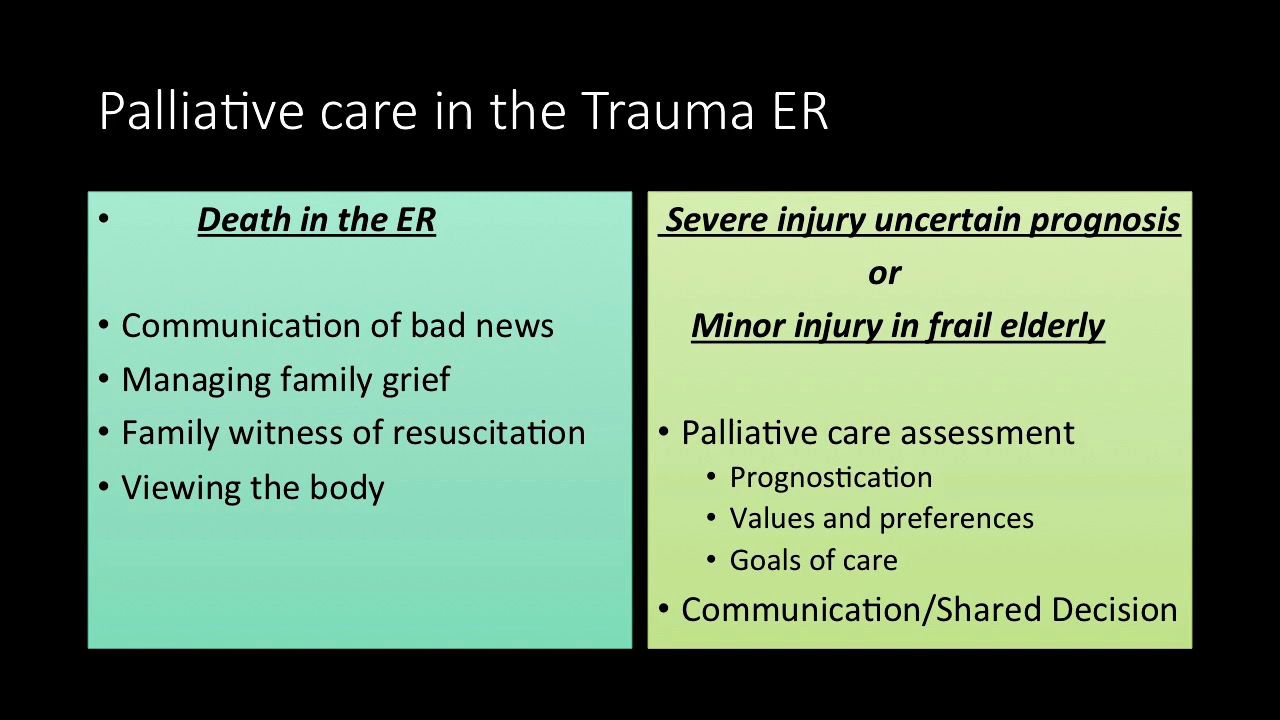 Palliative care in the Trauma ER
• Death in the ER
• Communication of bad news
• Managing family grief
• Family witness of resuscitation
• Viewing the body
Severe injury uncertain prognosis
or
Minor injury in frail elderly
• Palliative care assessment
• Prognostication
• Values and preferences
• Goals of care
• Communication/Shared Decision